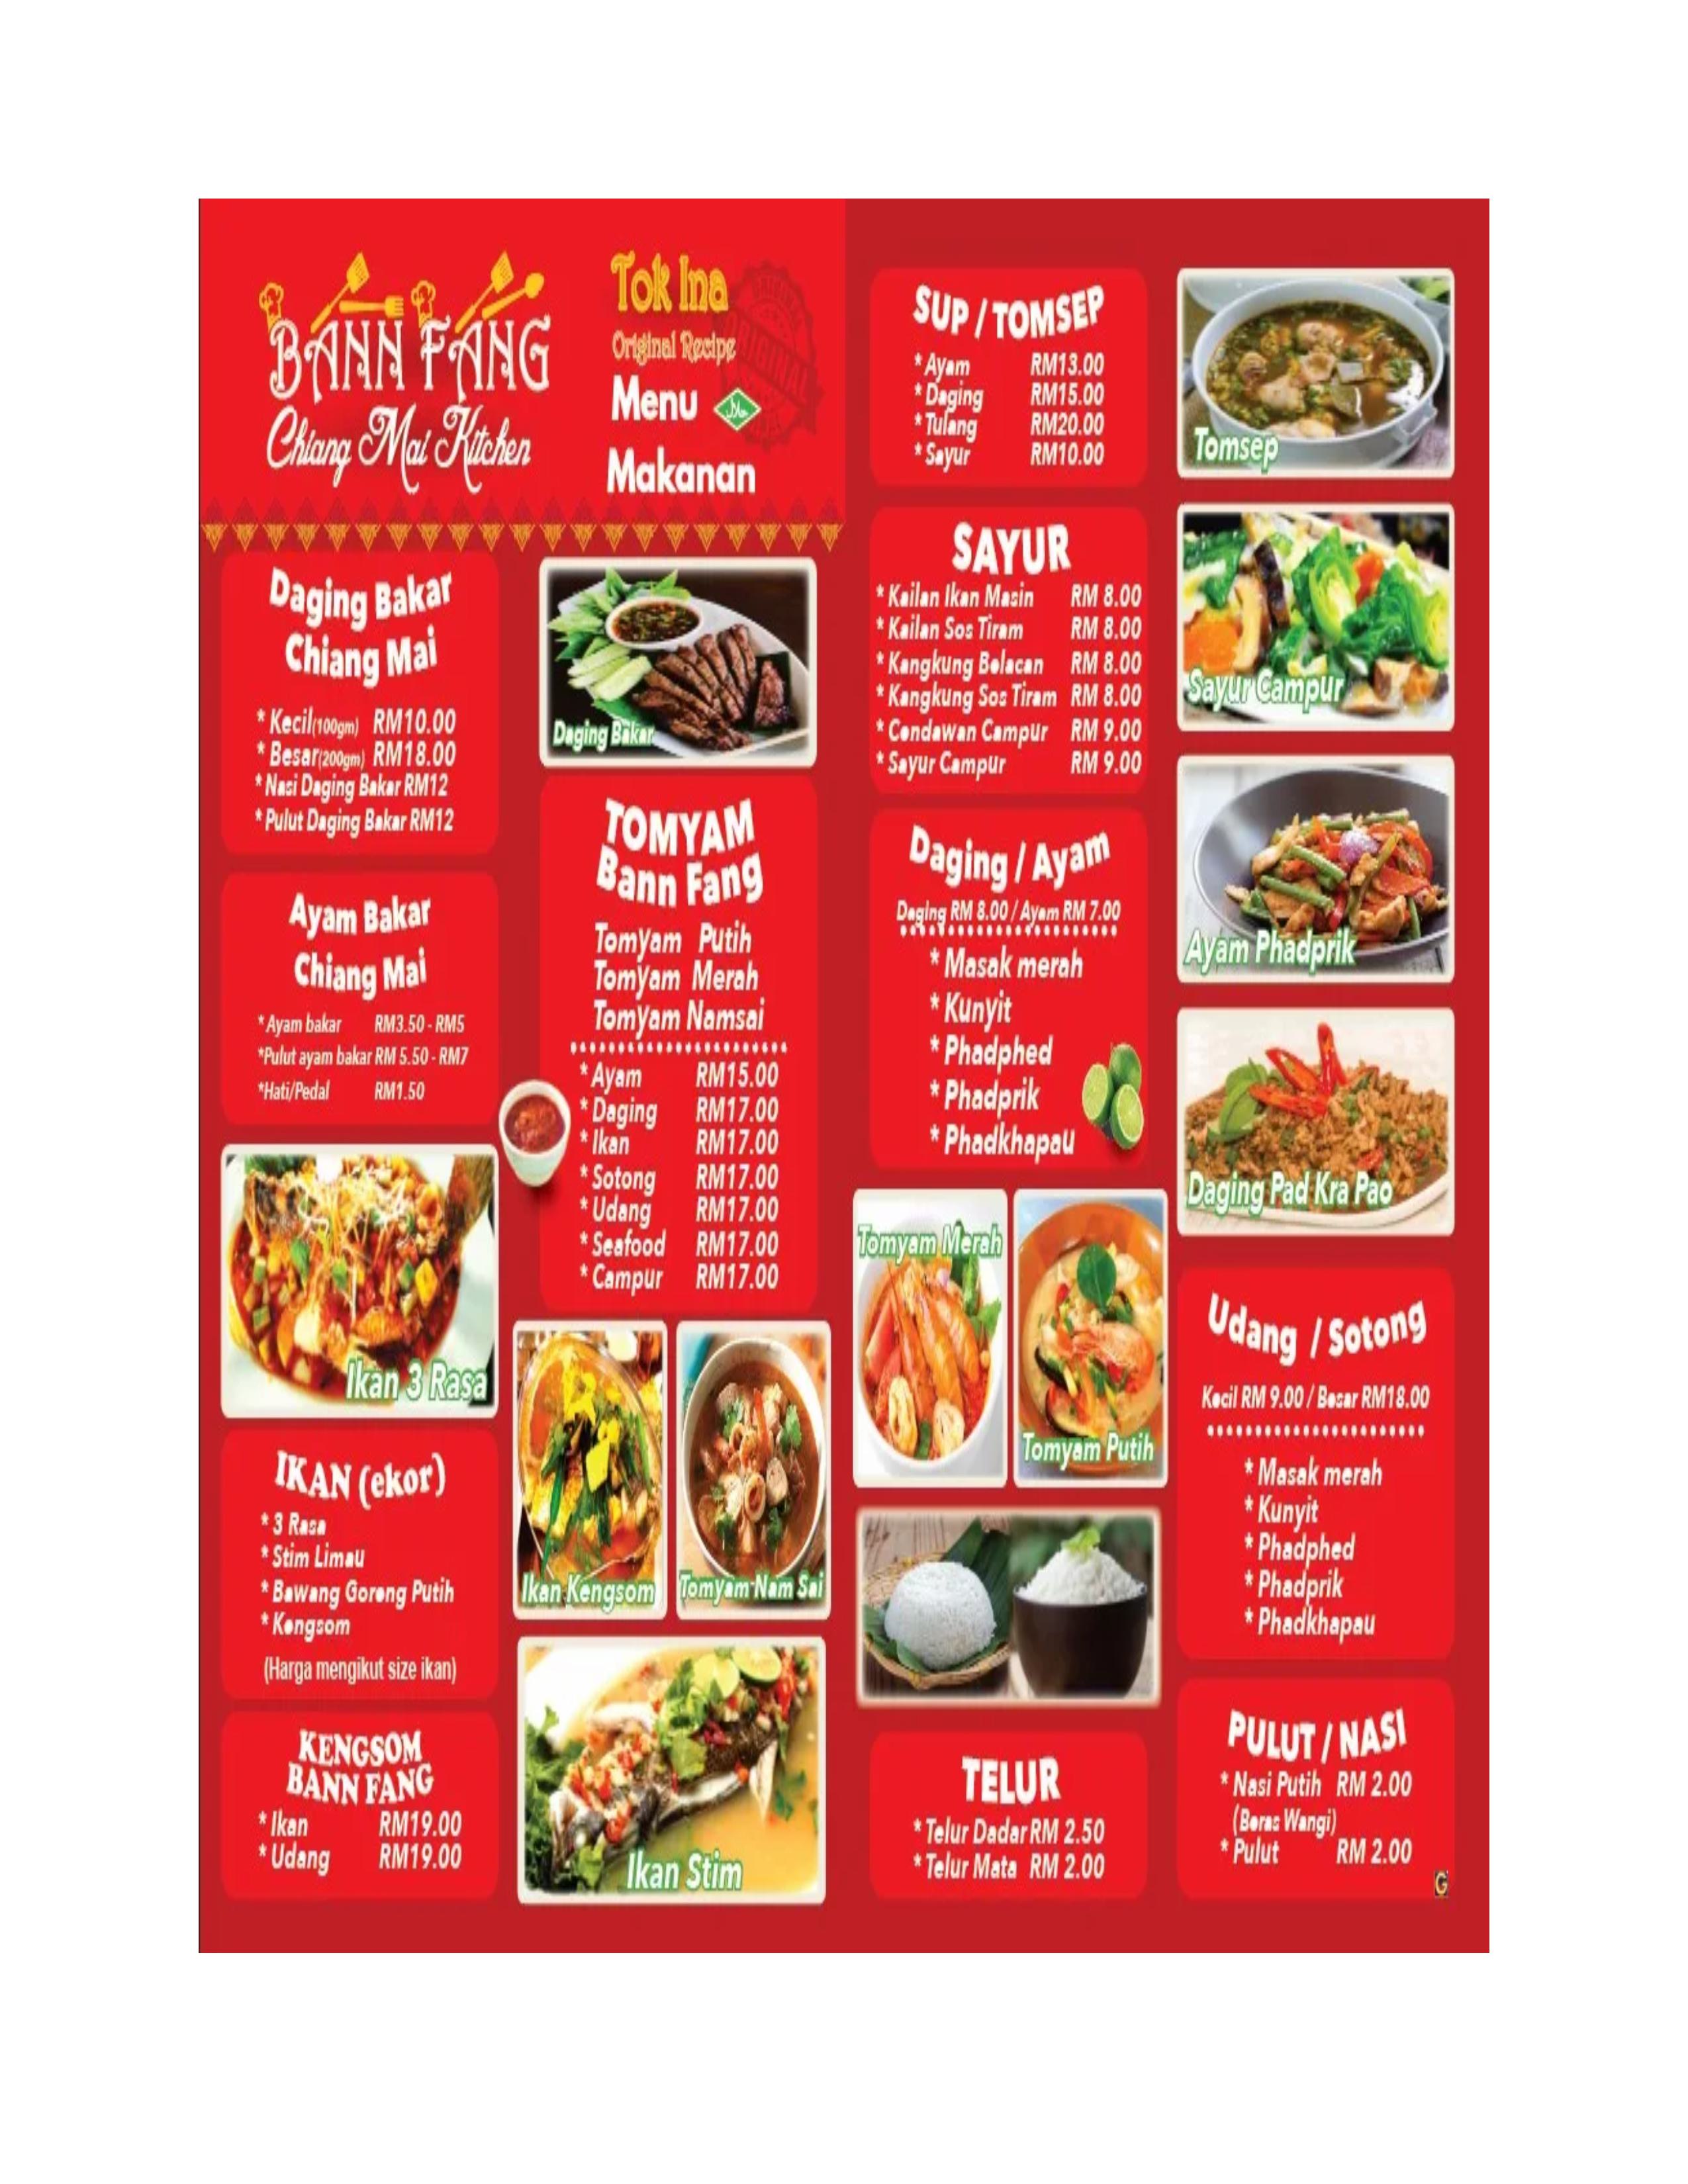 BANN FANG
Chiang Mai Kitchen
Tok Ina
Original Recipe
Menu
Makanan
ORIGINAL
Daging Bakar
Chiang Mai
* Kecil(100gm) RM10.00
* Besar(200gm) RM18.00
* Nasi Daging Bakar RM12
* Pulut Daging Bakar RM12
Ayam Bakar
Chiang Mai
* Ayam bakar RM3.50 - RM5
*Pulut ayam bakar RM 5.50 - RM7
*Hati/Pedal RM1.50
Ikan 3 Rasa
IKAN (ekor)
* 3 Rasa
* Stim Limau
* Bawang Goreng Putih
* Kengsom
(Harga mengikut size ikan)
KENGSOM
BANN FANG
* Ikan RM19.00
* Udang RM19.00
Daging Bakar
TOMYAM
Bann Fang
Tomyam Putih
Tomyam Merah
Tomyam Namsai
* Ayam RM15.00
* Daging RM17.00
* Ikan RM17.00
* Sotong RM17.00
* Udang RM17.00
* Seafood RM17.00
* Campur RM17.00
Ikan Kengsom
Tomyam Nam Sai
Ikan Stim
SUP / TOMSEP
* Ayam RM13.00
* Daging RM15.00
* Tulang RM20.00
* Sayur RM10.00
SAYUR
* Kailan Ikan Masin RM 8.00
* Kailan Sos Tiram RM 8.00
* Kangkung Belacan RM 8.00
* Kangkung Sos Tiram RM 8.00
* Cendawan Campur RM 9.00
* Sayur Campur RM 9.00
Daging / Ayam
Daging RM 8.00 / Ayam RM 7.00
* Masak merah
* Kunyit
* Phadphed
* Phadprik
* Phadkhapau
Tomyam Merah
Tomyam Putih
TELUR
* Telur Dadar RM 2.50
* Telur Mata RM 2.00
Tomsep
Sayur Campur
Ayam Phadprik
Daging Pad Kra Pao
Udang / Sotong
Kecil RM 9.00 / Besar RM18.00
* Masak merah
* Kunyit
* Phadphed
* Phadprik
* Phadkhapau
PULUT / NASI
* Nasi Putih RM 2.00
(Beras Wangi)
* Pulut RM 2.00
G